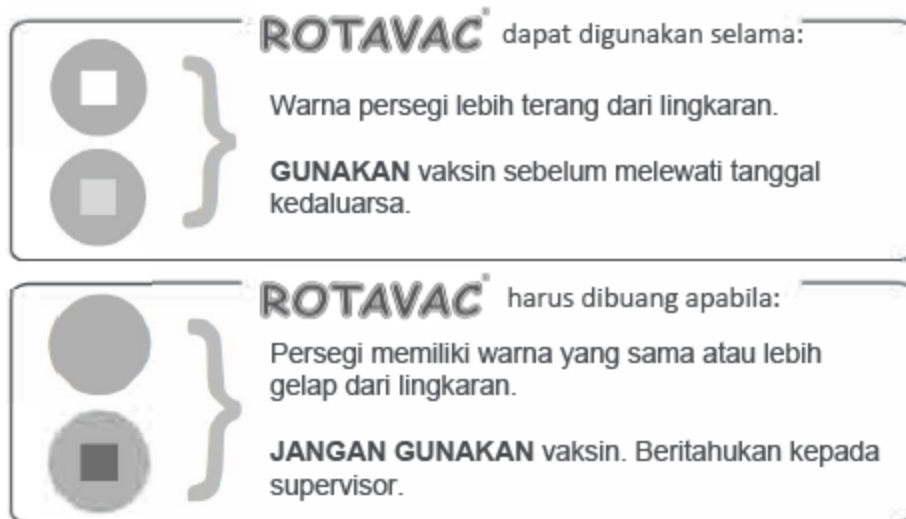 ROTAVAC® dapat digunakan selama:
Warna persegi lebih terang dari lingkaran.
GUNAKAN vaksin sebelum melewati tanggal
kedaluarsa.
ROTAVAC® harus dibuang apabila:
Persegi memiliki warna yang sama atau lebih
gelap dari lingkaran.
JANGAN GUNAKAN vaksin. Beritahukan kepada
supervisor.